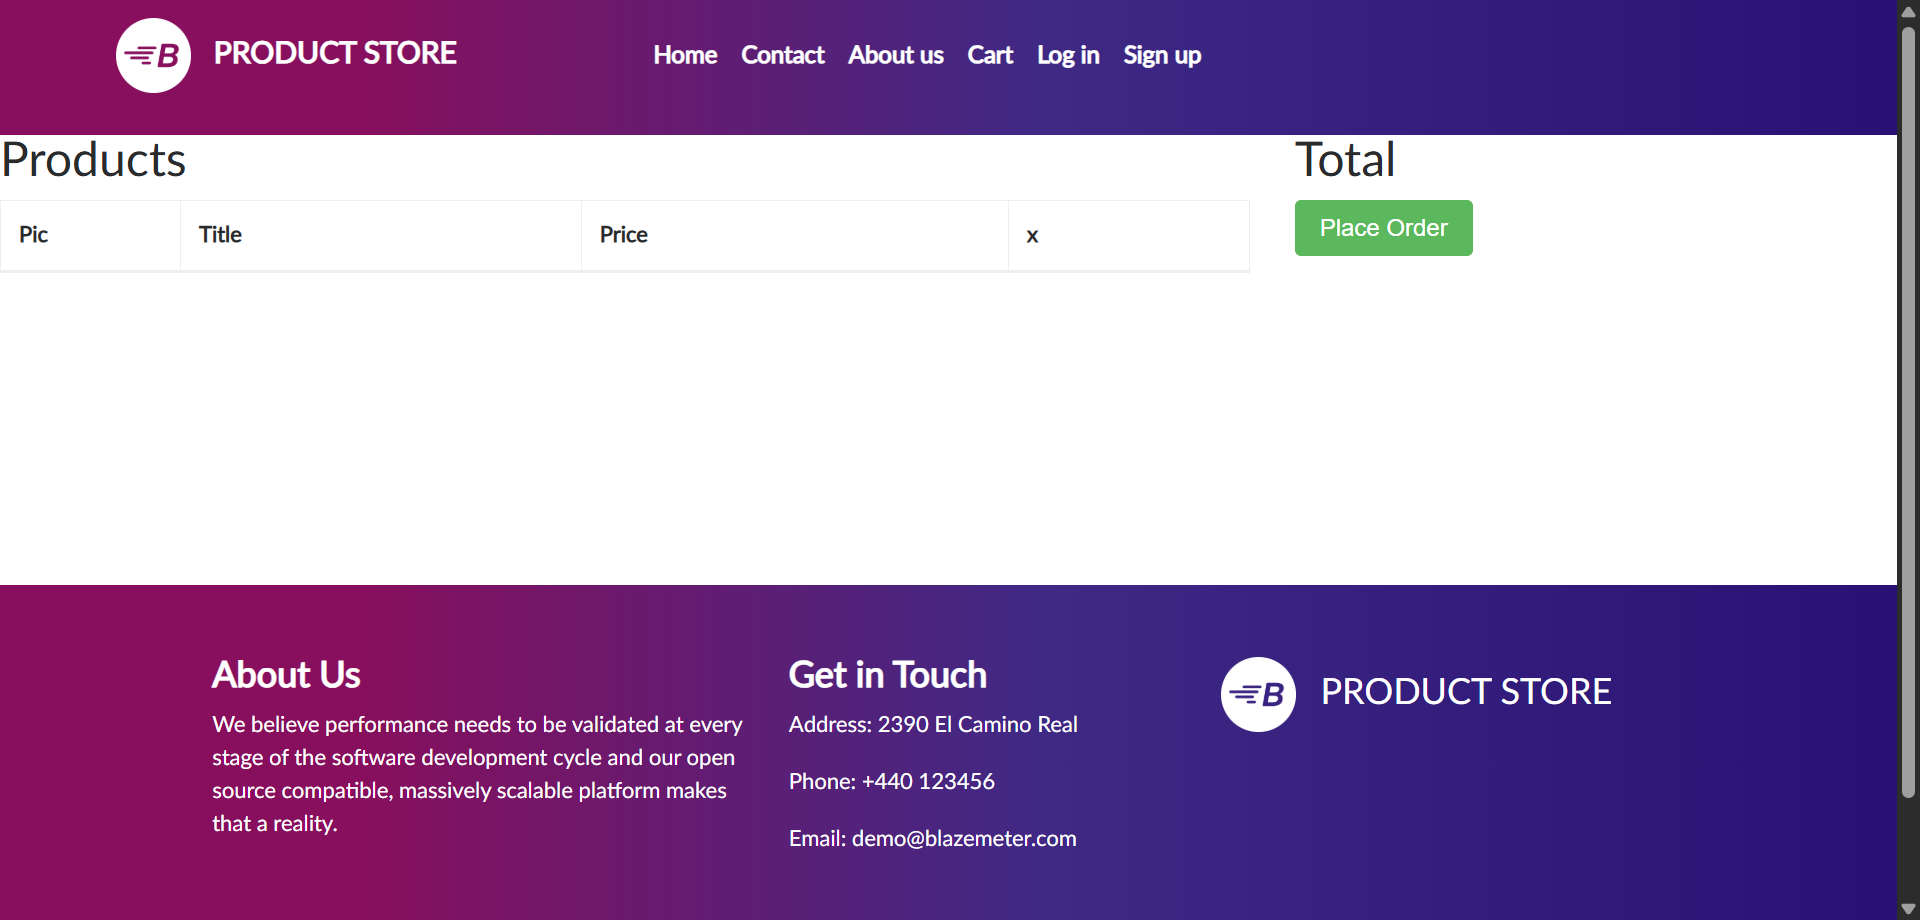 B PRODUCT STORE Home Contact About us Cart Log in Sign up
Products
Total
Pic Title Price x
Place Order
About Us
We believe performance needs to be validated at every
stage of the software development cycle and our open
source compatible, massively scalable platform makes
that a reality.
Get in Touch
Address: 2390 El Camino Real
Phone: +440 123456
Email: demo@blazemeter.com
B PRODUCT STORE